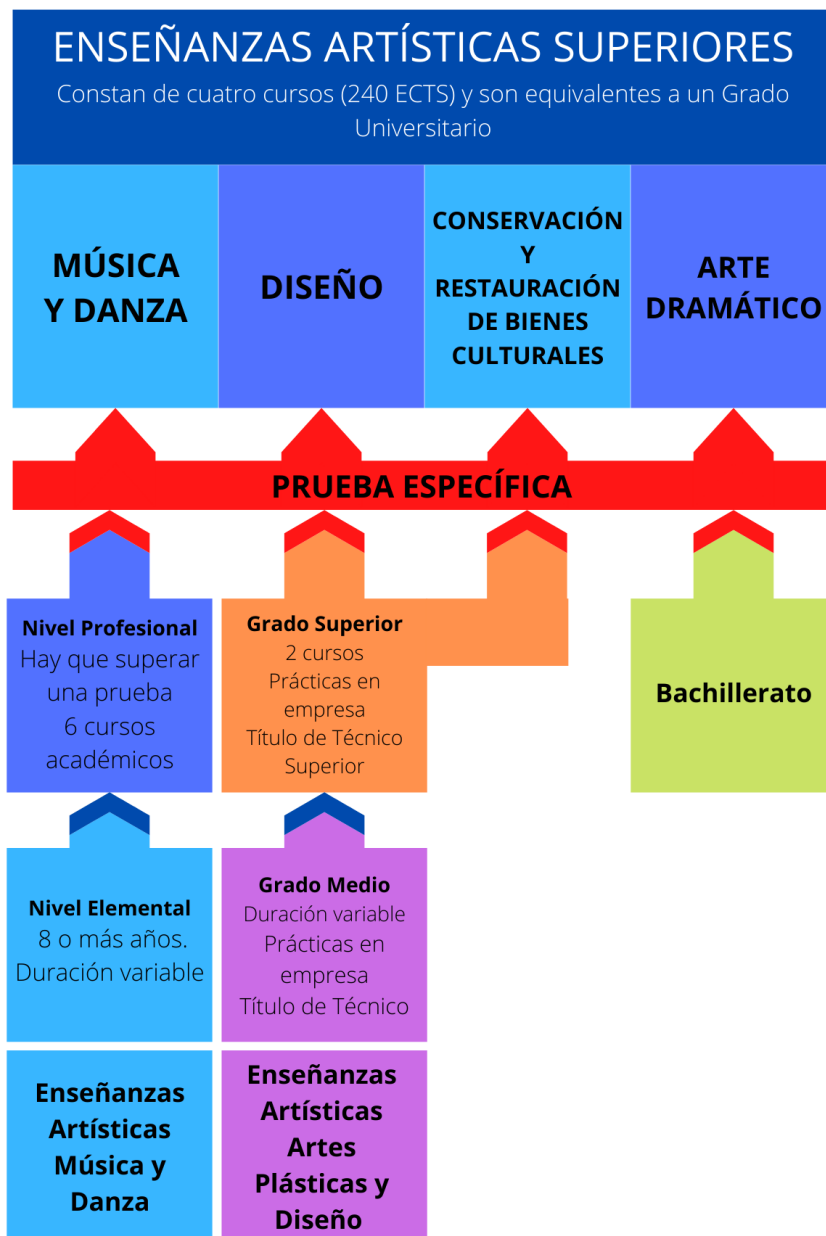 ENSEÑANZAS ARTÍSTICAS SUPERIORES
Constan de cuatro cursos (240 ECTS) y son equivalentes a un Grado
Universitario
MÚSICA
Y DANZA
DISEÑO
CONSERVACIÓN
Y
RESTAURACIÓN
DE BIENES
CULTURALES
ARTE
DRAMÁTICO
PRUEBA ESPECÍFICA
Nivel Profesional
Hay que superar
una prueba
6 cursos
académicos
Grado Superior
2 cursos
Prácticas en
empresa
Título de Técnico
Superior
Bachillerato
Nivel Elemental
8 o más años.
Duración variable
Grado Medio
Duración variable
Prácticas en
empresa
Título de Técnico
Enseñanzas
Artísticas
Música y
Danza
Enseñanzas
Artísticas
Artes
Plásticas y
Diseño